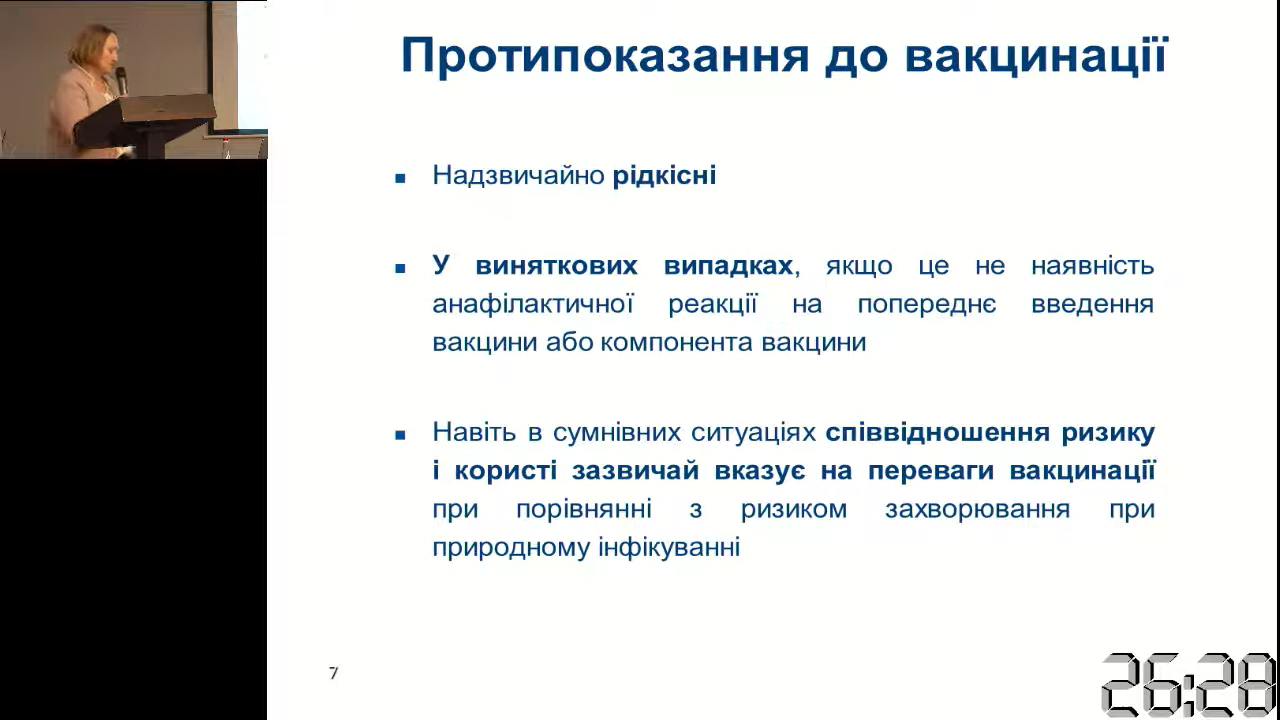 Протипоказання до вакцинації
▪ Надзвичайно рідкісні
▪ У виняткових випадках, якщо це не наявність
анафілактичної реакції на попереднє введення
вакцини або компонента вакцини
▪ Навіть в сумнівних ситуаціях співвідношення ризику
і користі зазвичай вказує на переваги вакцинації
при порівнянні з ризиком захворювання при
природному інфікуванні
7
26:28